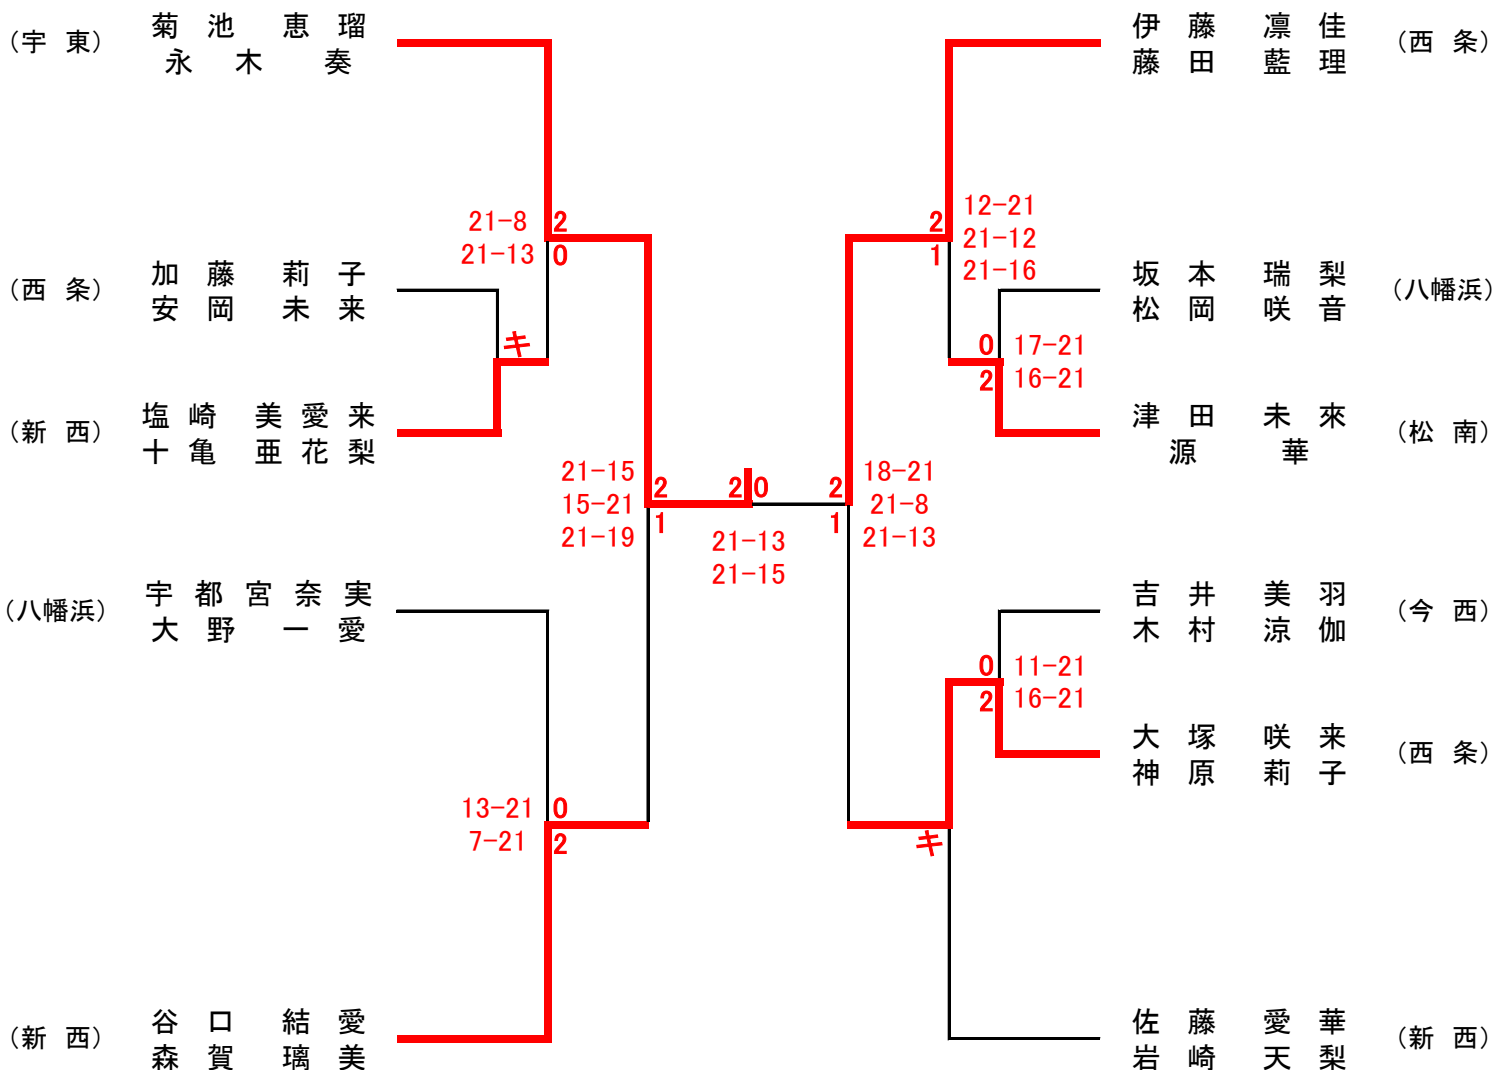 (宇 東)
菊 池 恵 瑠
永 木 奏
21-8
21-13
2
0
(西 条)
加 藤 莉 子
安 岡 未 来
キ
(新 西)
塩 崎 美 愛 来
十 亀 亜 花 梨
21-15
15-21
21-19
2
1
2
0
21-13
21-15
(八幡浜)
宇 都 宮 奈 実
大 野 一 愛
13-21
7-21
0
2
(新 西)
谷 口 結 愛
森 賀 璃 美
伊 藤 凛 佳
藤 田 藍 理
(西 条)
2
1
12-21
21-12
21-16
坂 本 瑞 梨
松 岡 咲 音
(八幡浜)
0
2
17-21
16-21
津 田 未 來
源 華
(松 南)
2
1
18-21
21-8
21-13
吉 井 美 羽
木 村 涼 伽
(今 西)
0
2
11-21
16-21
大 塚 咲 来
神 原 莉 子
(西 条)
キ
佐 藤 愛 華
岩 崎 天 梨
(新 西)